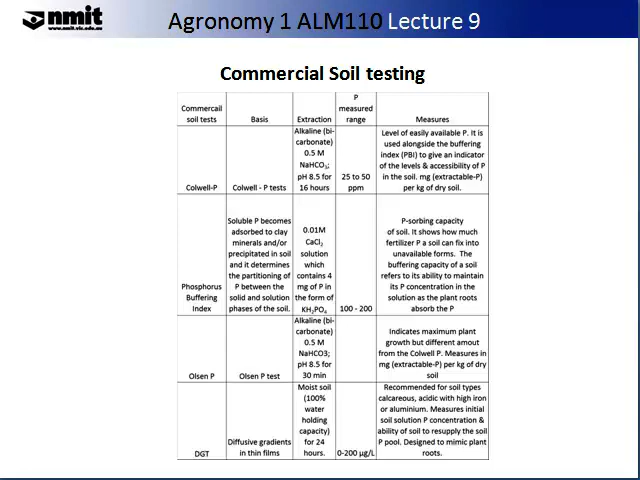 nmit
www.nmit.vic.edu.au
Agronomy 1 ALM110 Lecture 9
Commercial Soil testing
Commercail
soil tests
Basis
Extraction
P
measured
range
Measures
Colwell-P
Colwell - P tests
Alkaline (bi-
carbonate)
0.5 M
NaHCO3;
pH 8.5 for
16 hours
25 to 50
ppm
Level of easily available P. It is
used alongside the buffering
index (PBI) to give an indicator
of the levels & accessibility of P
in the soil. mg (extractable-P)
per kg of dry soil.
Phosphorus
Buffering
Index
Soluble P becomes
adsorbed to clay
minerals and/or
precipitated in soil
and it determines
the partitioning of
P between the
solid and solution
phases of the soil.
0.01M
CaCl2
solution
which
contains 4
mg of P in
the form of
KH2PO4
100 - 200
P-sorbing capacity
of soil. It shows how much
fertilizer P a soil can fix into
unavailable forms. The
buffering capacity of a soil
refers to its ability to maintain
its P concentration in the
solution as the plant roots
absorb the P
Olsen P
Olsen P test
Alkaline (bi-
carbonate)
0.5 M
NaHCO3;
pH 8.5 for
30 min
Indicates maximum plant
growth but different amout
from the Colwell P. Measures in
mg (extractable-P) per kg of dry
soil
DGT
Diffusive gradients
in thin films
Moist soil
(100%
water
holding
capacity)
for 24
hours.
0-200 µg/L
Recommended for soil types
calcareous, acidic with high iron
or aluminium. Measures initial
soil solution P concentration &
ability of soil to resupply the soil
P pool. Designed to mimic plant
roots.